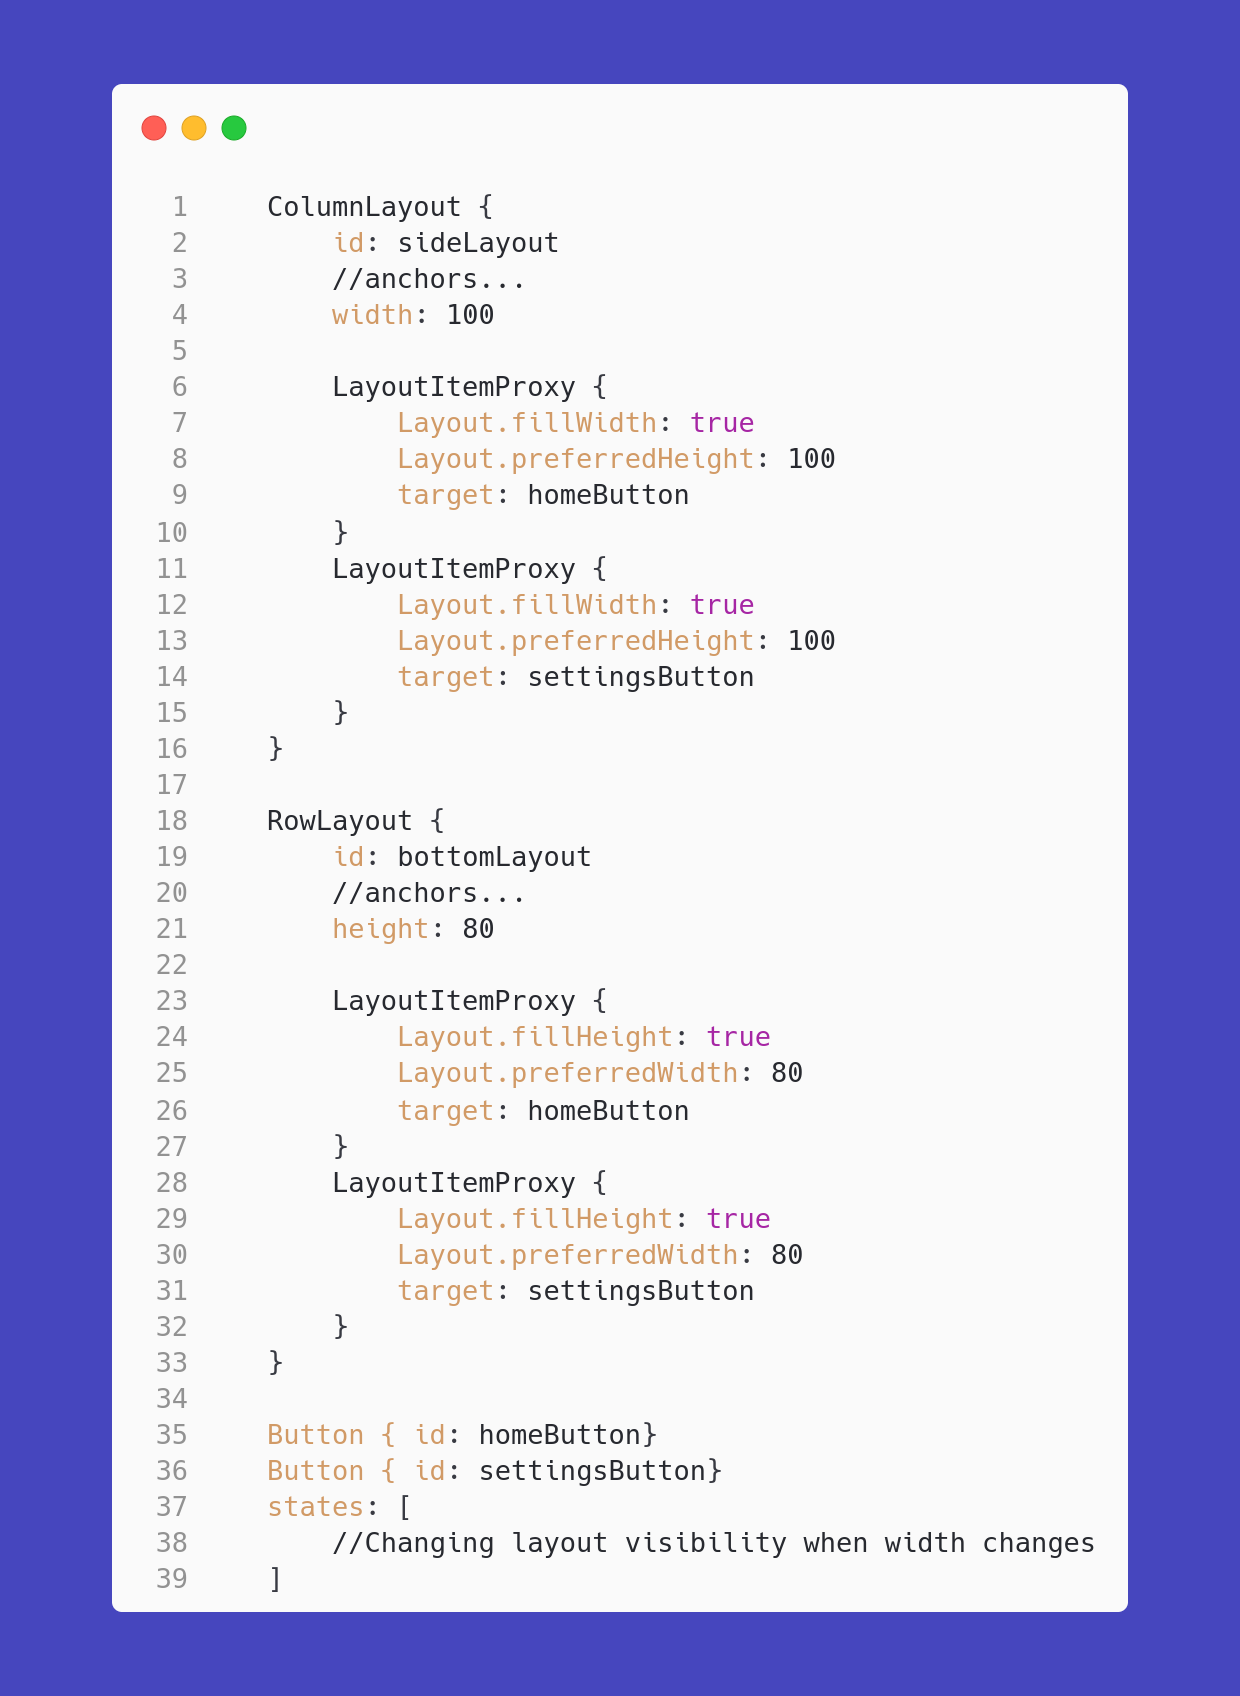 1 ColumnLayout {
2 id: sideLayout
3 //anchors...
4 width: 100
5
6 LayoutItemProxy {
7 Layout.fillWidth: true
8 Layout.preferredHeight: 100
9 target: homeButton
10 }
11 LayoutItemProxy {
12 Layout.fillWidth: true
13 Layout.preferredHeight: 100
14 target: settingsButton
15 }
16 }
17
18 RowLayout {
19 id: bottomLayout
20 //anchors...
21 height: 80
22
23 LayoutItemProxy {
24 Layout.fillHeight: true
25 Layout.preferredWidth: 80
26 target: homeButton
27 }
28 LayoutItemProxy {
29 Layout.fillHeight: true
30 Layout.preferredWidth: 80
31 target: settingsButton
32 }
33 }
34
35 Button { id: homeButton}
36 Button { id: settingsButton}
37 states: [
38 //Changing layout visibility when width changes
39 ]